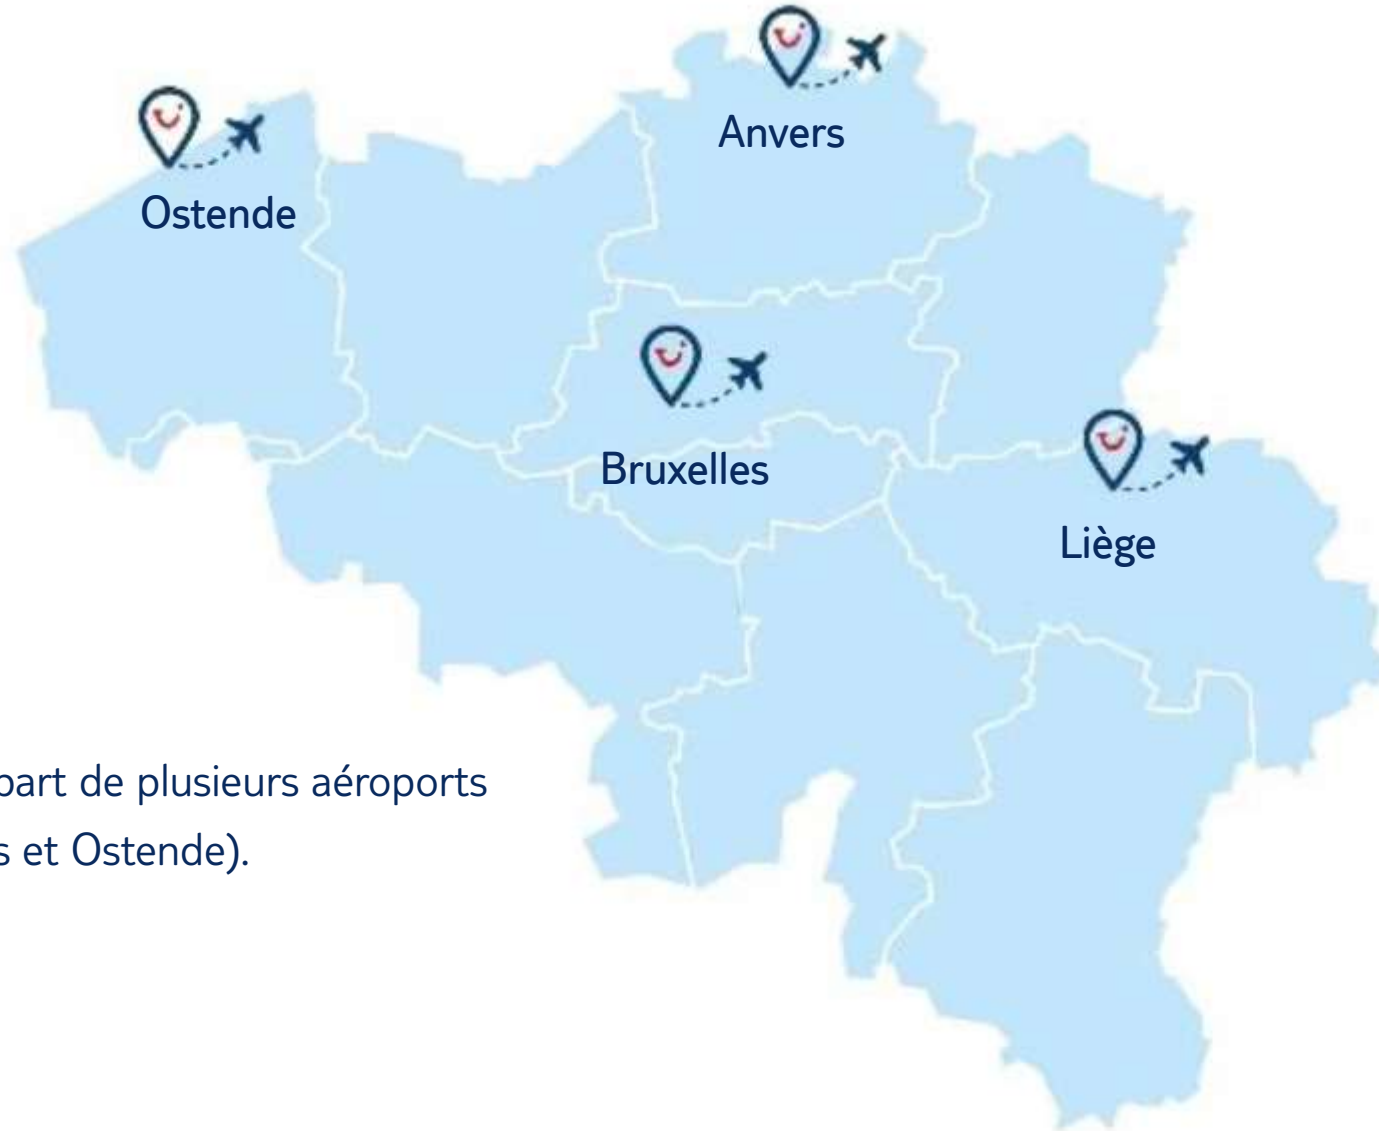 Anvers
Ostende
Bruxelles
Liège
part de plusieurs aéroports
s et Ostende).